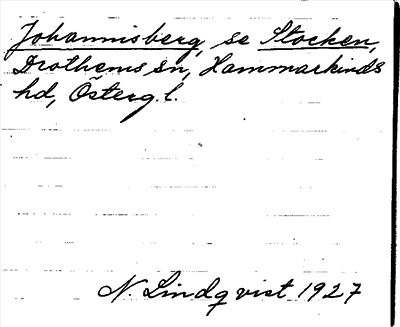 Johannisberg, se Stocken,
Drothems sn, Hammarkinds
hd, Österg.l.
N. Lindqvist 1927